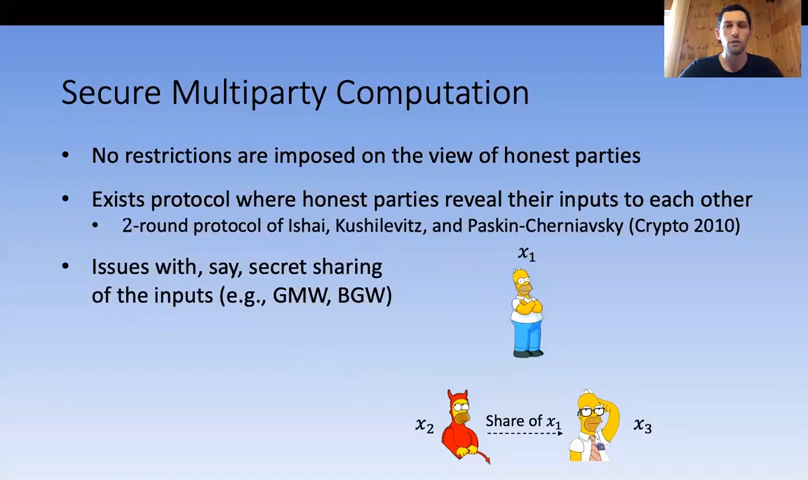 Secure Multiparty Computation
• No restrictions are imposed on the view of honest parties
• Exists protocol where honest parties reveal their inputs to each other
• 2-round protocol of Ishai, Kushilevitz, and Paskin-Cherniavsky (Crypto 2010)
• Issues with, say, secret sharing
of the inputs (e.g., GMW, BGW)
x₁
x₂ Share of x₁ x₃